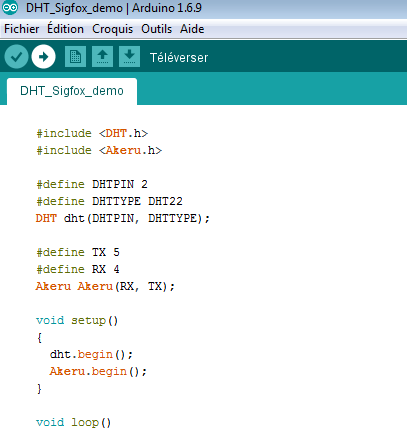 DHT_Sigfox_demo | Arduino 1.6.9
Fichier Édition Croquis Outils Aide
Téléverser
DHT_Sigfox_demo
#include <DHT.h>
#include <Akeru.h>
#define DHTPIN 2
#define DHTTYPE DHT22
DHT dht(DHTPIN, DHTTYPE);
#define TX 5
#define RX 4
Akeru Akeru(RX, TX);
void setup()
{
dht.begin();
Akeru.begin();
}
void loop()